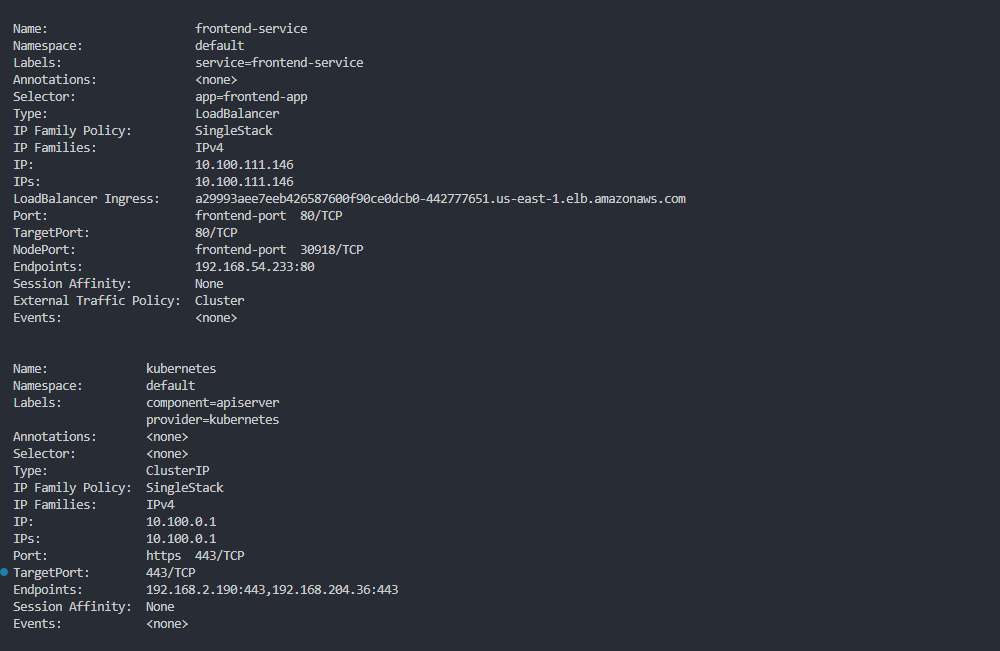 Name:                     frontend-service
Namespace:                default
Labels:                   service=frontend-service
Annotations:              <none>
Selector:                 app=frontend-app
Type:                     LoadBalancer
IP Family Policy:         SingleStack
IP Families:              IPv4
IP:                       10.100.111.146
IPs:                      10.100.111.146
LoadBalancer Ingress:     a29993aee7eeb426587600f90ce0dcb0-442777651.us-east-1.elb.amazonaws.com
Port:                     frontend-port  80/TCP
TargetPort:               80/TCP
NodePort:                 frontend-port  30918/TCP
Endpoints:                192.168.54.233:80
Session Affinity:         None
External Traffic Policy:  Cluster
Events:                   <none>
Name:              kubernetes
Namespace:         default
Labels:            component=apiserver
                   provider=kubernetes
Annotations:       <none>
Selector:          <none>
Type:              ClusterIP
IP Family Policy:  SingleStack
IP Families:       IPv4
IP:                10.100.0.1
IPs:               10.100.0.1
Port:              https  443/TCP
TargetPort:        443/TCP
Endpoints:         192.168.2.190:443,192.168.204.36:443
Session Affinity:  None
Events:            <none>